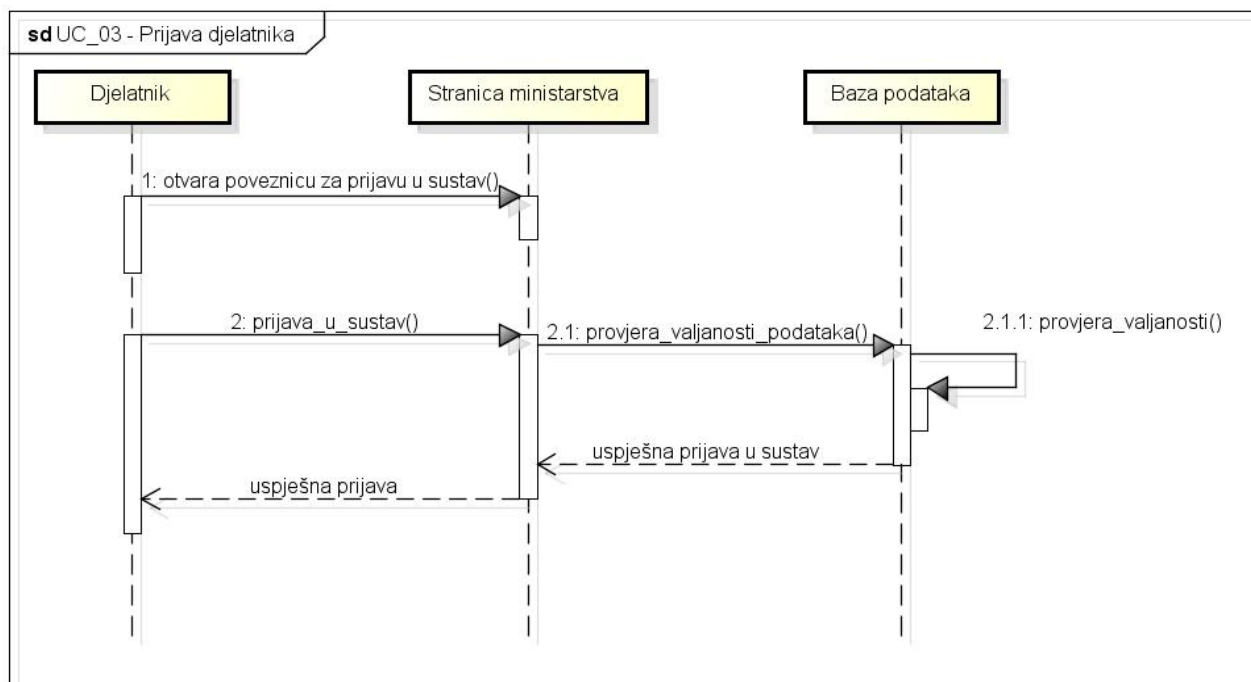 sd UC_03 - Prijava djelatnika
Djelatnik
Stranica ministarstva
Baza podataka
1: otvara poveznicu za prijavu u sustav()
2: prijava_u_sustav()
2.1: provjera_valjanosti_podataka()
2.1.1: provjera_valjanosti()
uspješna prijava u sustav
uspješna prijava